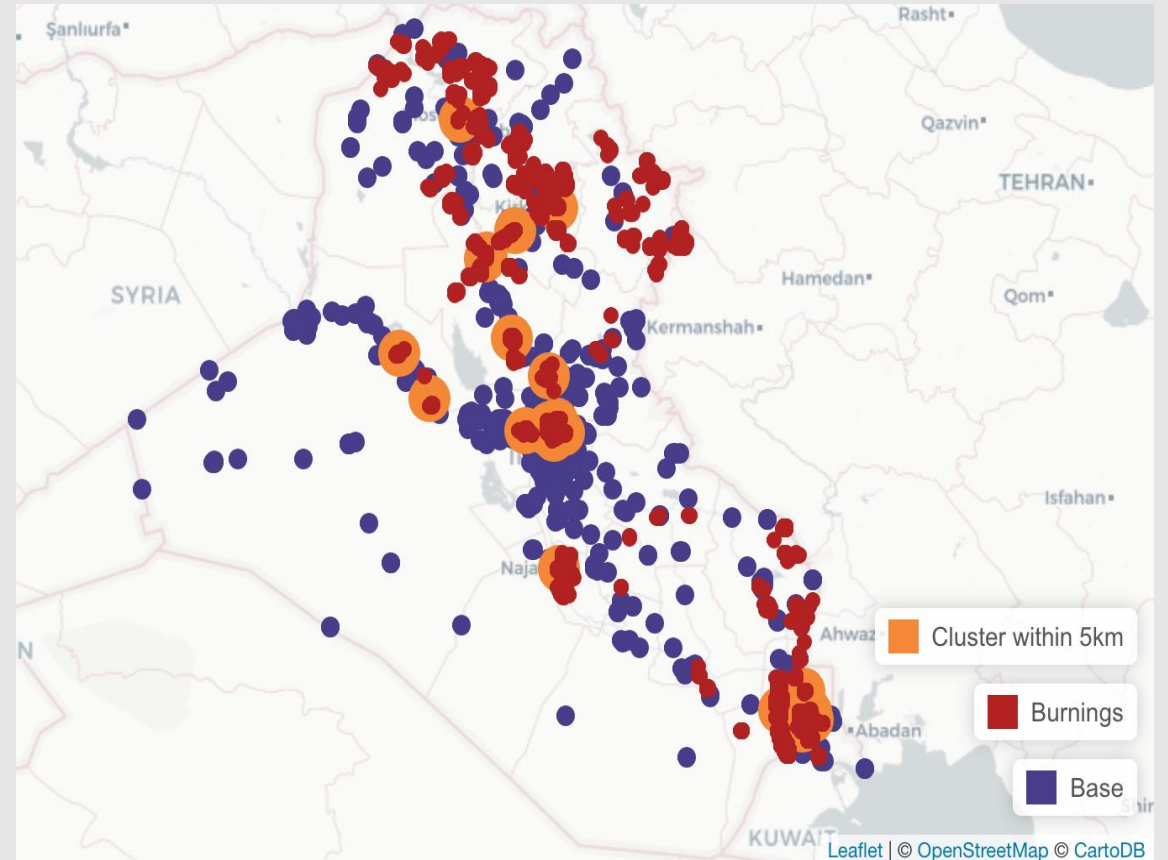 Şanlıurfa
Rasht
Qazvin
TEHRAN
Hamedan
SYRIA
Qom
Kermanshah
Isfahan
Ahwaz
Cluster within 5km
N
Burnings
Abadan
Base
KUWAIT
Leaflet | © OpenStreetMap © CartoDB